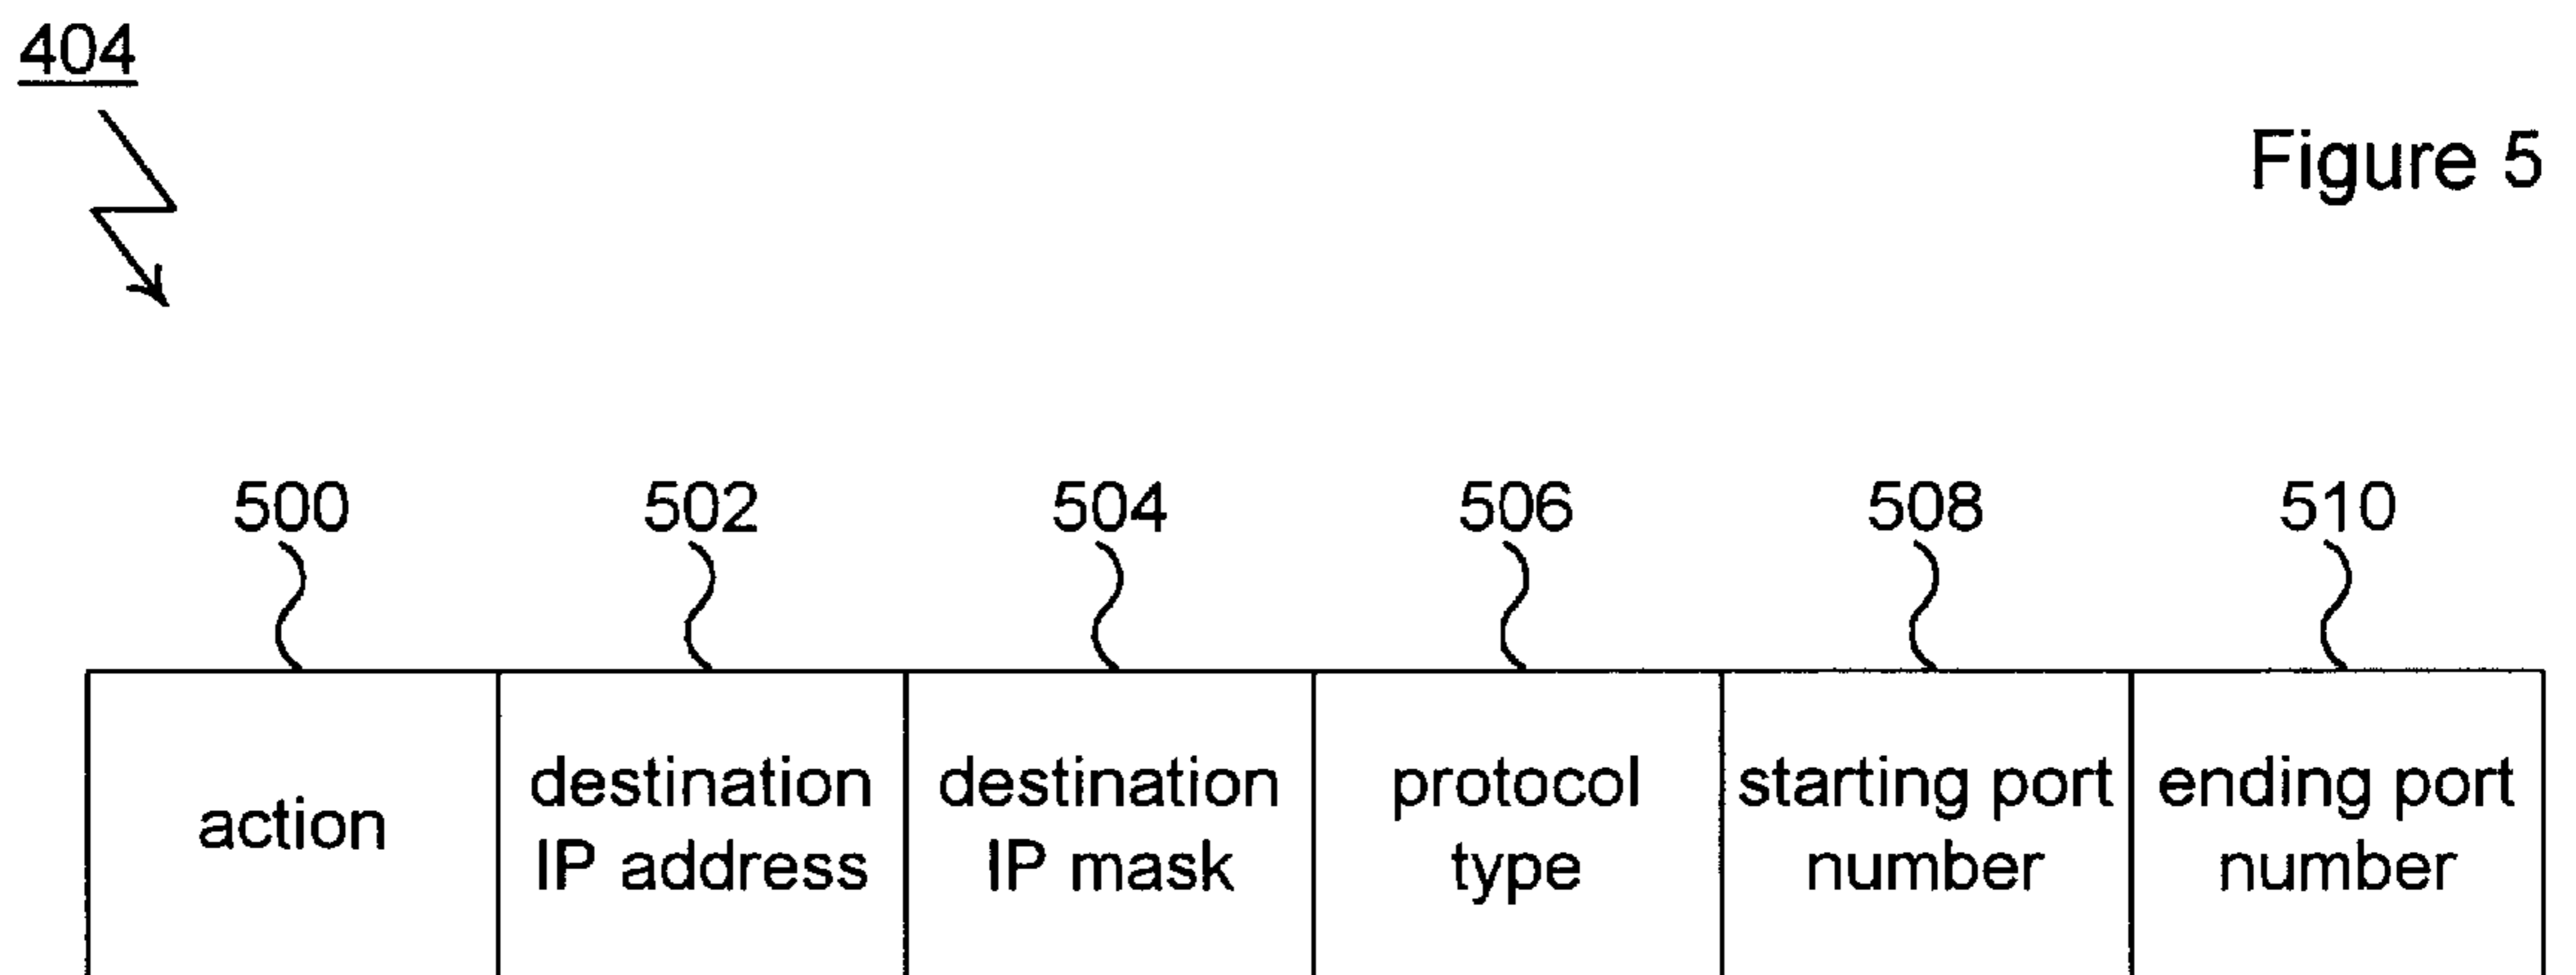 404
Figure 5
500 502 504 506 508 510
action
destination
IP address
destination
IP mask
protocol
type
starting port
number
ending port
number